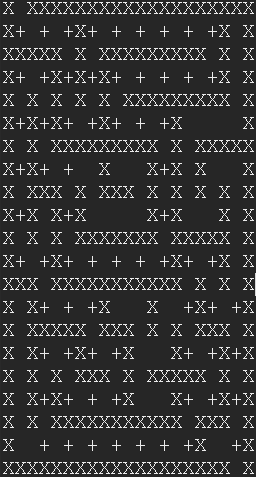 X XXXXXXXXXXXXXXXXXXX
X+ + +X+ + + + + +X X
XXXXX X XXXXXXXXX X X
X+ +X+X+X+ + + + +X X
X X X X X XXXXXXXXX X
X+X+X+ +X+ + +X     X
X X XXXXXXXXX X XXXXX
X+X+ +  X   X+X X   X
X XXX X XXX X X X X X
X+X X+X     X+X   X X
X X X XXXXXXX XXXXX X
X+ +X+ + + + +X+ +X X
XXX XXXXXXXXXXX X X X
X X+ + +X   X  +X+ +X
X XXXXX XXX X X XXX X
X X+ +X+ +X   X+ +X+X
X X X XXX X XXXXX X X
X X+X+ + +X   X+ +X+X
X X XXXXXXXXXXX XXX X
X  + + + + + + +X  +X
XXXXXXXXXXXXXXXXXXX X